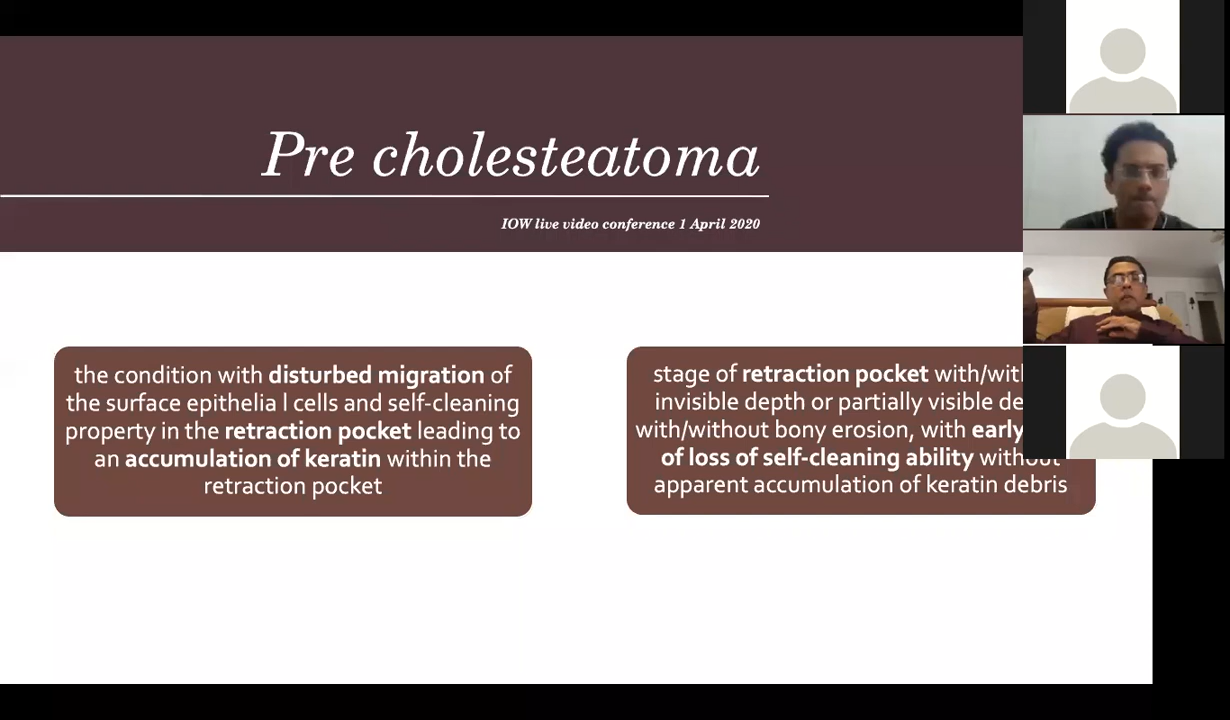 Pre cholesteatoma
IOW live video conference 1 April 2020
the condition with disturbed migration of
the surface epithelia l cells and self-cleaning
property in the retraction pocket leading to
an accumulation of keratin within the
retraction pocket
stage of retraction pocket
invisible depth or partially visible
with/without bony erosion, with early
of loss of self-cleaning ability without
apparent accumulation of keratin debris